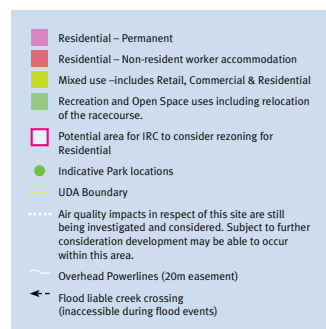 Residential – Permanent
Residential – Non-resident worker accommodation
Mixed use –includes Retail, Commercial & Residential
Recreation and Open Space uses including relocation
of the racecourse.
Potential area for IRC to consider rezoning for
Residential
Indicative Park locations
UDA Boundary
Air quality impacts in respect of this site are still
being investigated and considered. Subject to further
consideration development may be able to occur
within this area.
Overhead Powerlines (20m easement)
Flood liable creek crossing
(inaccessible during flood events)